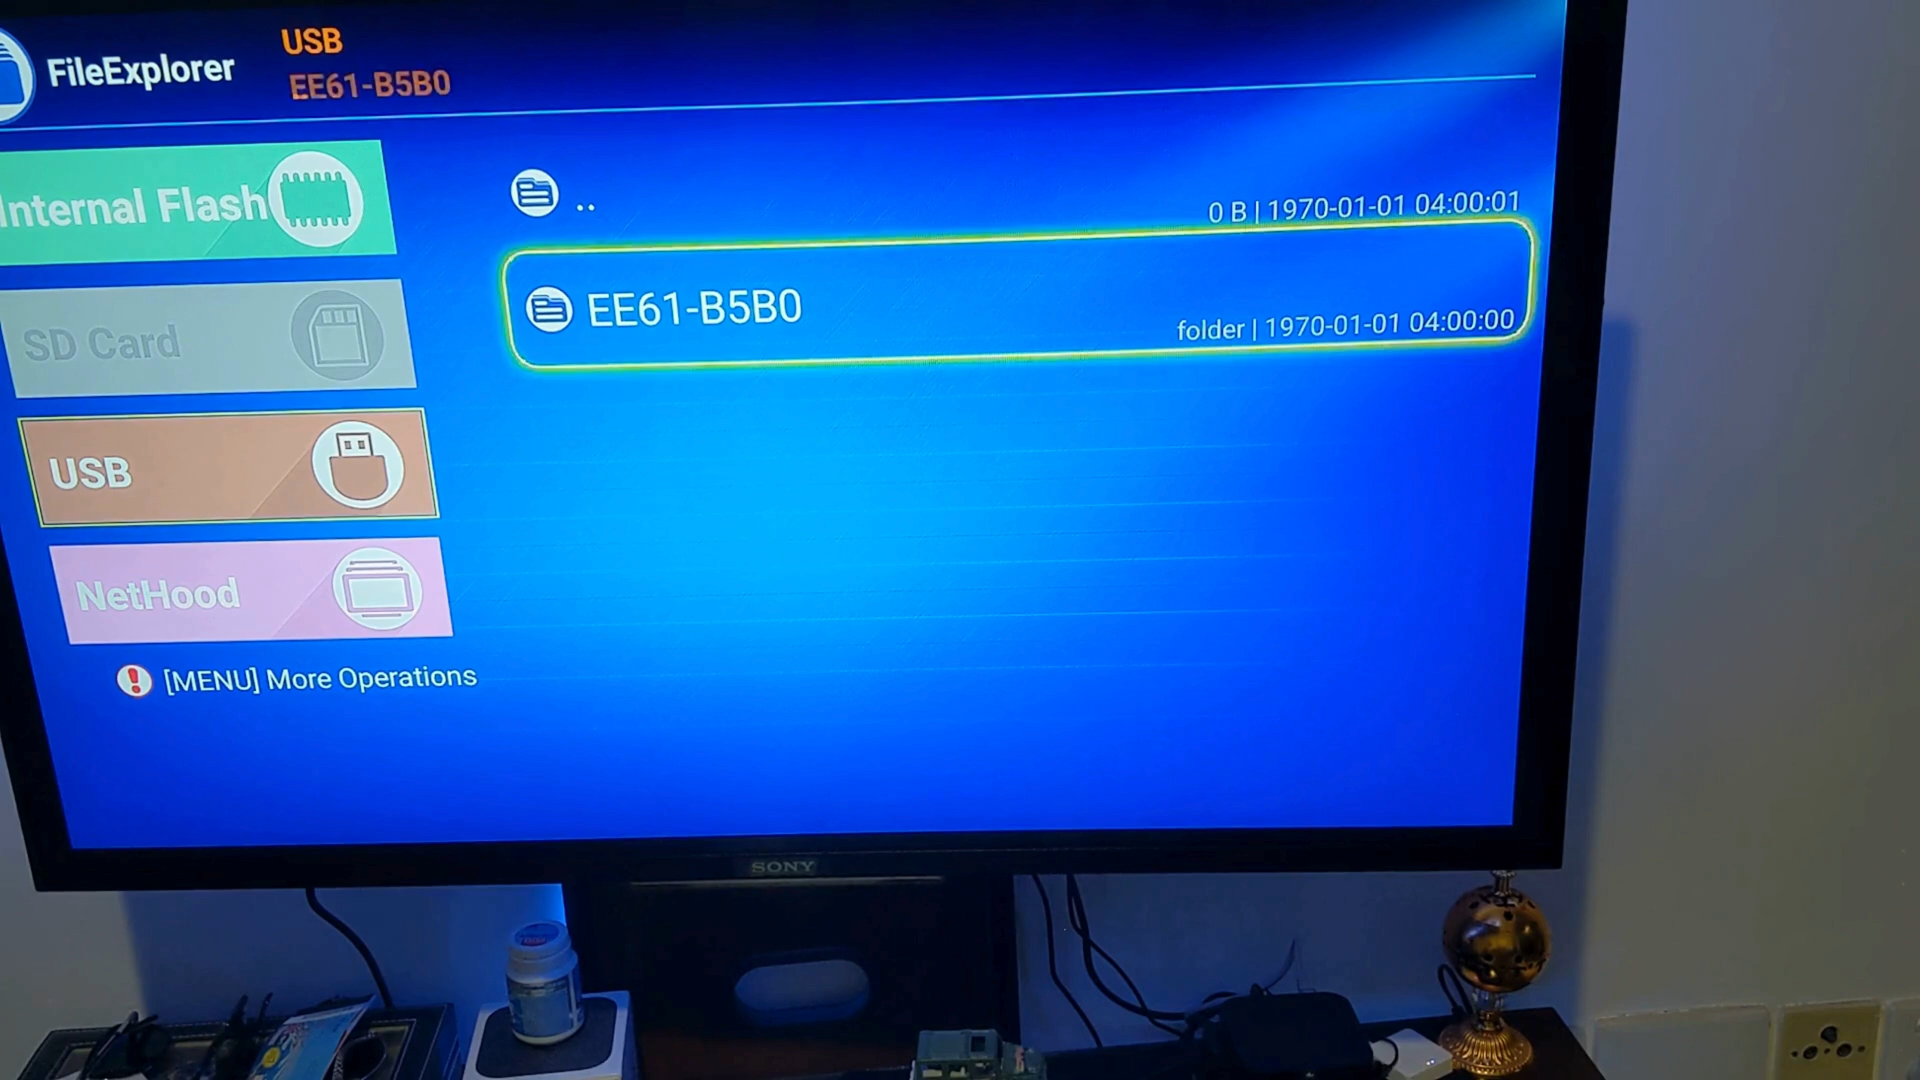 FileExplorer
USB
EE61-B5B0
Internal Flash
SD Card
USB
NetHood
[MENU] More Operations
..
0 B | 1970-01-01 04:00:01
EE61-B5B0
folder | 1970-01-01 04:00:00
SONY